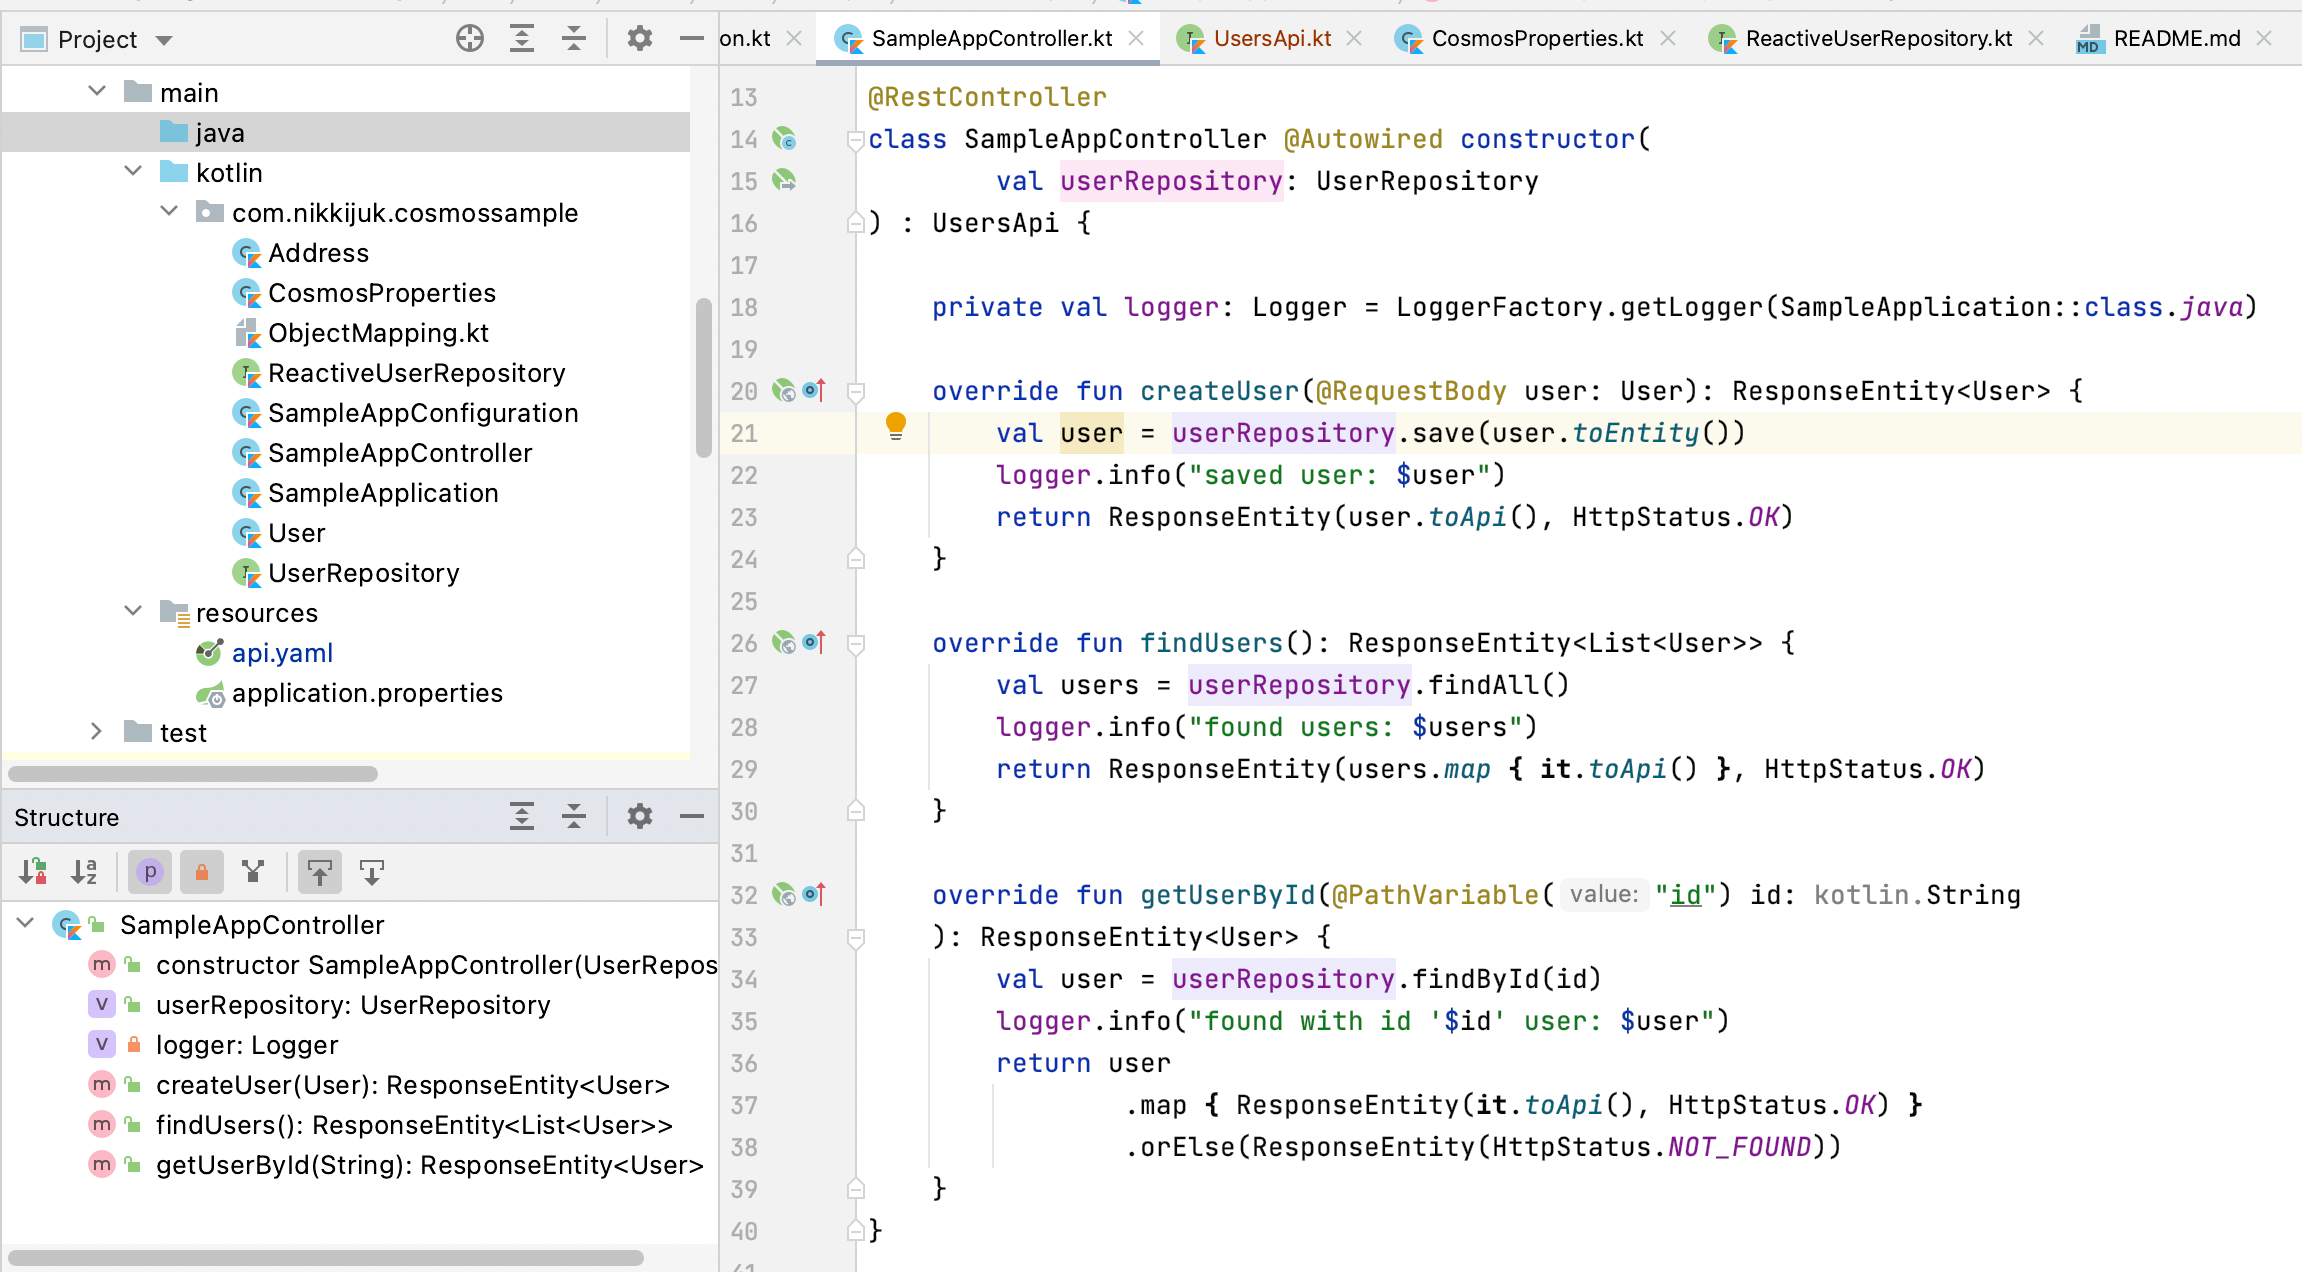 Project
main
java
kotlin
com.nikkijuk.cosmossample
Address
CosmosProperties
ObjectMapping.kt
ReactiveUserRepository
SampleAppConfiguration
SampleAppController
SampleApplication
User
UserRepository
resources
api.yaml
application.properties
test
Structure
SampleAppController
constructor SampleAppController(UserRepos
userRepository: UserRepository
logger: Logger
createUser(User): ResponseEntity<User>
findUsers(): ResponseEntity<List<User>>
getUserById(String): ResponseEntity<User>
on.kt SampleAppController.kt UsersApi.kt CosmosProperties.kt ReactiveUserRepository.kt README.md
13 @RestController
14 class SampleAppController @Autowired constructor(
15 val userRepository: UserRepository
16 ) : UsersApi {
17
18 private val logger: Logger = LoggerFactory.getLogger(SampleApplication::class.java)
19
20 override fun createUser(@RequestBody user: User): ResponseEntity<User> {
21 val user = userRepository.save(user.toEntity())
22 logger.info("saved user: $user")
23 return ResponseEntity(user.toApi(), HttpStatus.OK)
24 }
25
26 override fun findUsers(): ResponseEntity<List<User>> {
27 val users = userRepository.findAll()
28 logger.info("found users: $users")
29 return ResponseEntity(users.map { it.toApi() }, HttpStatus.OK)
30 }
31
32 override fun getUserById(@PathVariable( value: "id") id: kotlin.String
33 ): ResponseEntity<User> {
34 val user = userRepository.findById(id)
35 logger.info("found with id '$id' user: $user")
36 return user
37 .map { ResponseEntity(it.toApi(), HttpStatus.OK) }
38 .orElse(ResponseEntity(HttpStatus.NOT_FOUND))
39 }
40 }